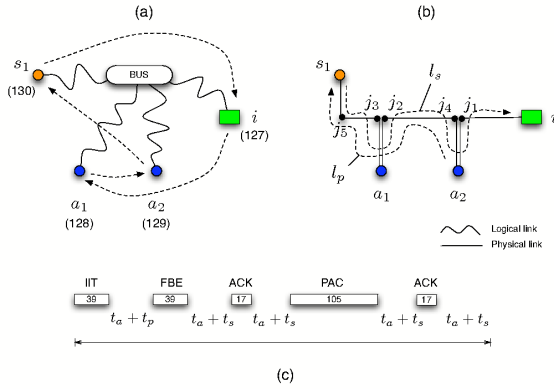 (a)
(b)
s1
BUS
(130)
i
(127)
a1
(128)
a2
(129)
s1
ls
j3
j2
j4
j1
j5
i
lp
a1
a2
Logical link
Physical link
IIT
FBE
ACK
PAC
ACK
39
39
17
105
17
ta + tp
ta + ts
ta + ts
ta + ts
ta + ts
(c)